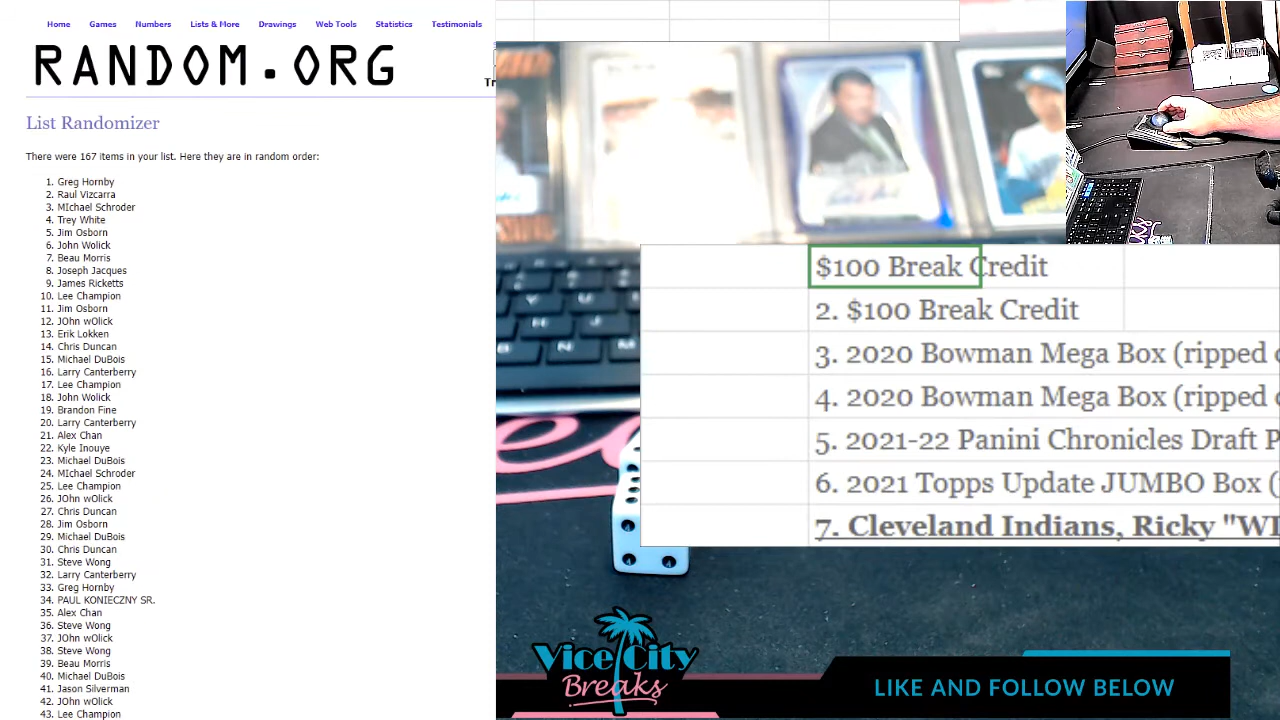 Home Games Numbers Lists & More Drawings Web Tools Statistics Testimonials
RANDOM.ORG
Tr
List Randomizer
There were 167 items in your list. Here they are in random order:
1. Greg Hornby
2. Raul Vizcarra
3. MIchael Schroder
4. Trey White
5. Jim Osborn
6. John Wolick
7. Beau Morris
8. Joseph Jacques
9. James Ricketts
10. Lee Champion
11. Jim Osborn
12. JOhn wOlick
13. Erik Lokken
14. Chris Duncan
15. Michael DuBois
16. Larry Canterberry
17. Lee Champion
18. John Wolick
19. Brandon Fine
20. Larry Canterberry
21. Alex Chan
22. Kyle Inouye
23. Michael DuBois
24. MIchael Schroder
25. Lee Champion
26. JOhn wOlick
27. Chris Duncan
28. Jim Osborn
29. Michael DuBois
30. Chris Duncan
31. Steve Wong
32. Larry Canterberry
33. Greg Hornby
34. PAUL KONIECZNY SR.
35. Alex Chan
36. Steve Wong
37. JOhn wOlick
38. Steve Wong
39. Beau Morris
40. Michael DuBois
41. Jason Silverman
42. JOhn wOlick
43. Lee Champion
$100 Break Credit
2. $100 Break Credit
3. 2020 Bowman Mega Box (ripped
4. 2020 Bowman Mega Box (ripped
5. 2021-22 Panini Chronicles Draft P
6. 2021 Topps Update JUMBO Box (
7. Cleveland Indians, Ricky "WI
Vice City
Breaks
LIKE AND FOLLOW BELOW